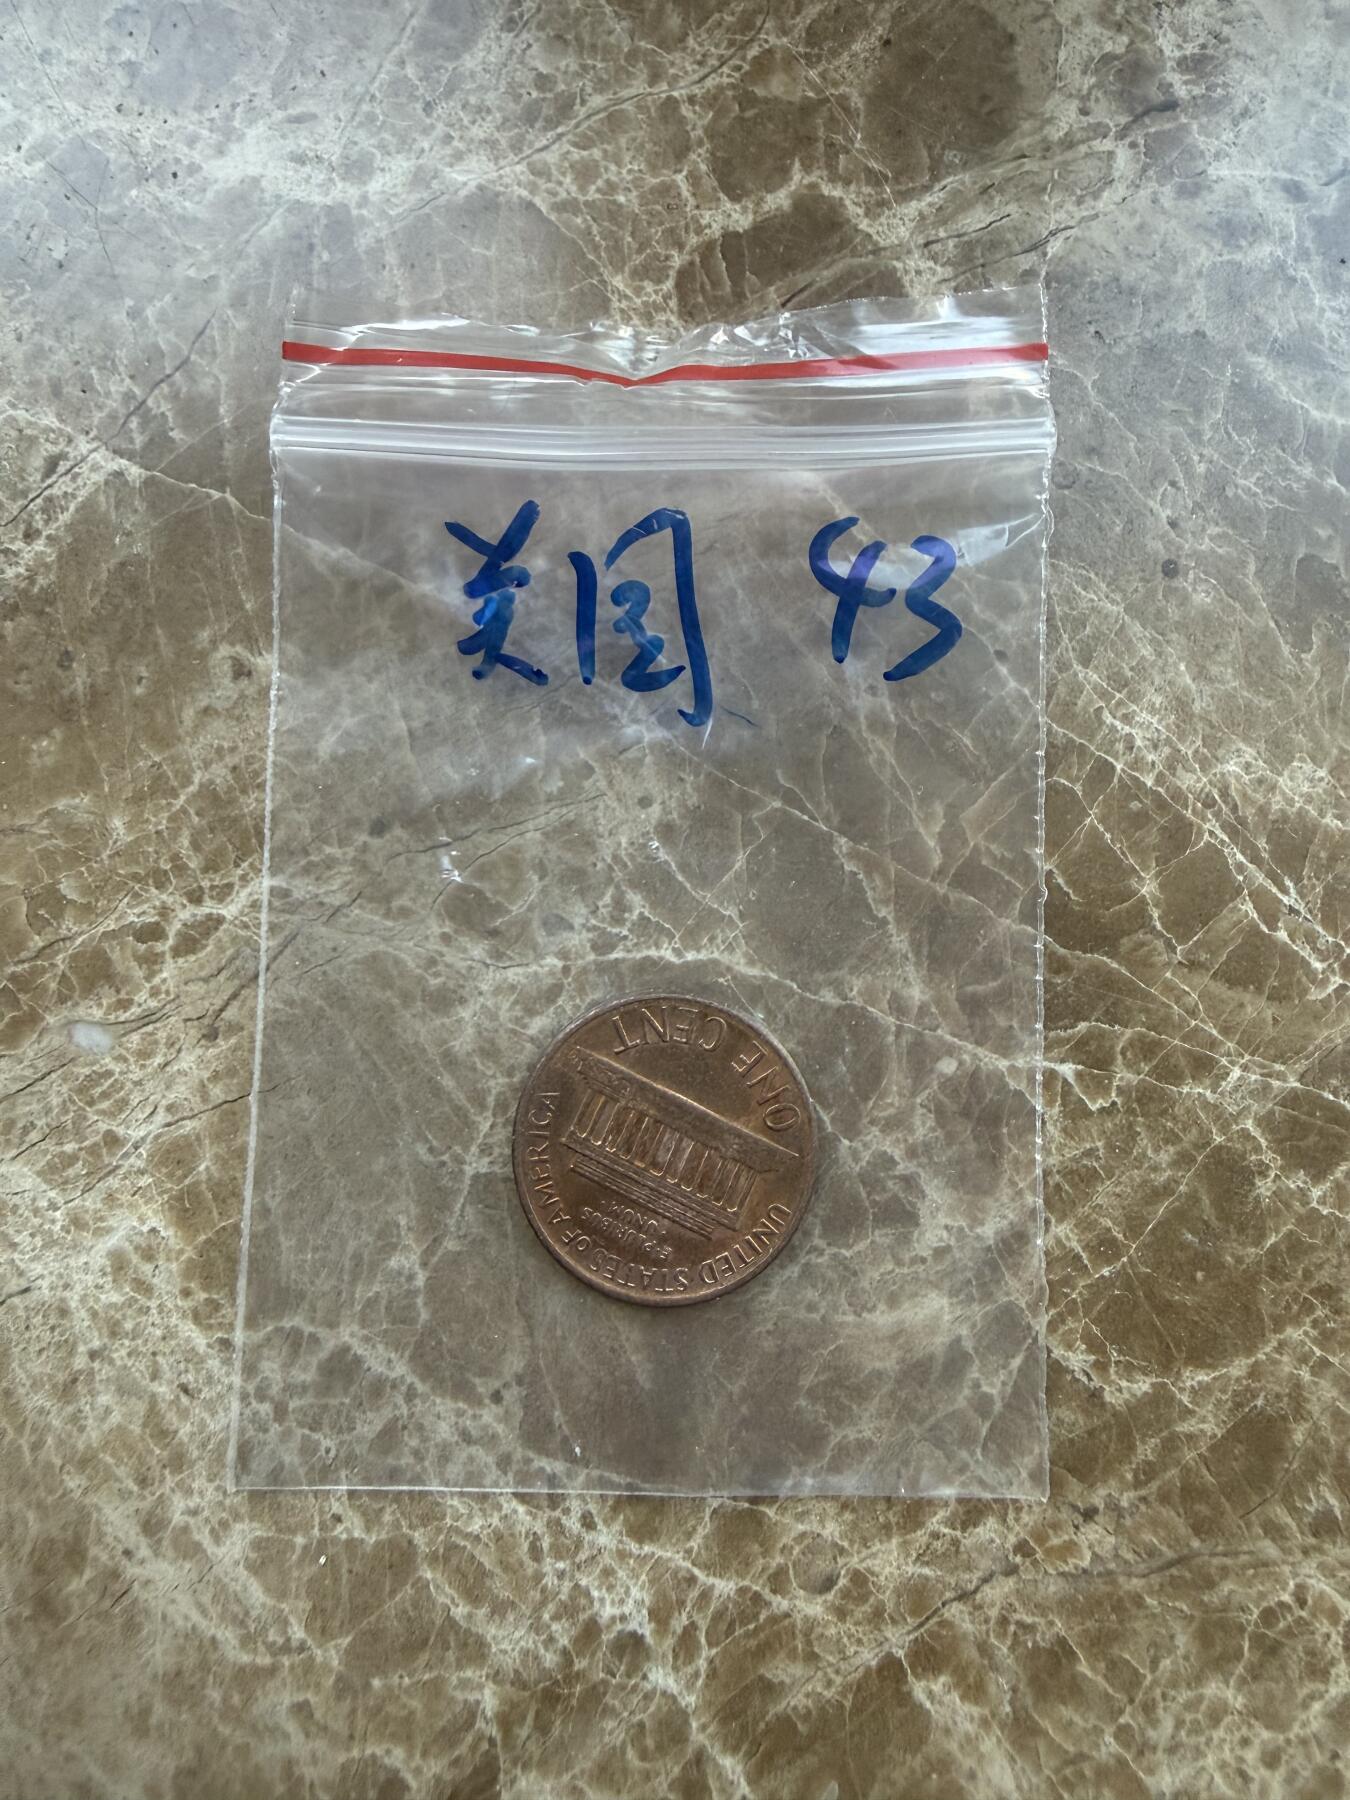 美国 43
ONE CENT
E·PLURIBUS
·UNUM·
UNITED STATES OF AMERICA